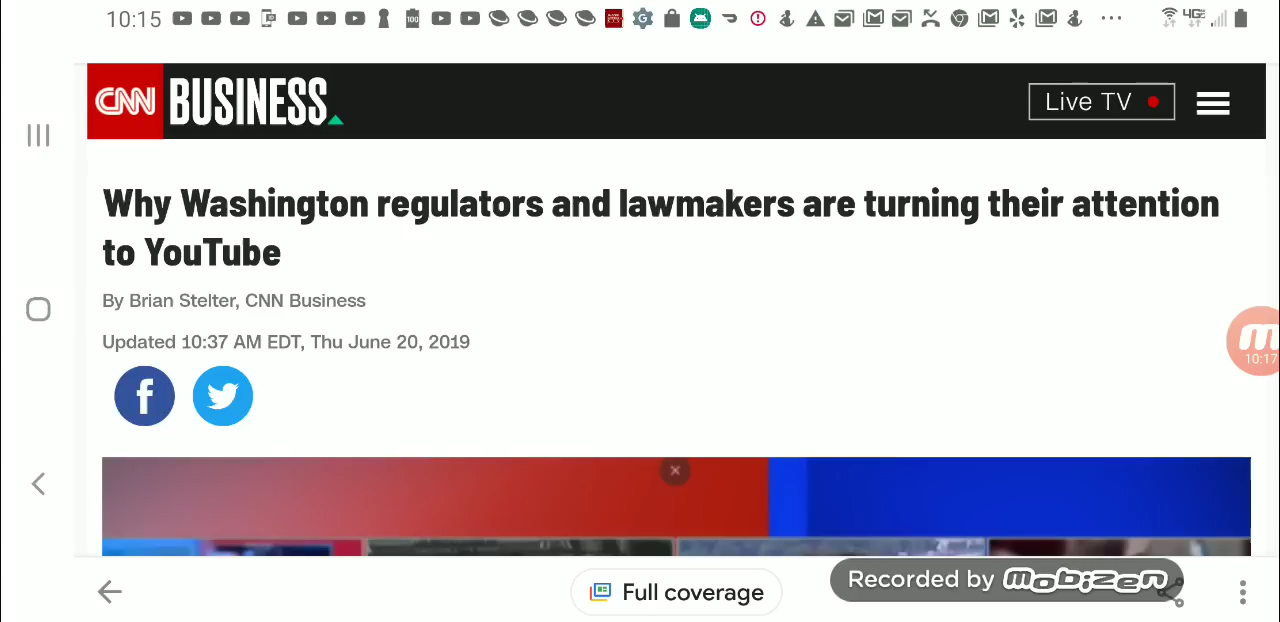 10:15
100
4GE
CNN BUSINESS
Live TV
Why Washington regulators and lawmakers are turning their attention
to YouTube
By Brian Stelter, CNN Business
Updated 10:37 AM EDT, Thu June 20, 2019
10:17
Full coverage
Recorded by mobizen